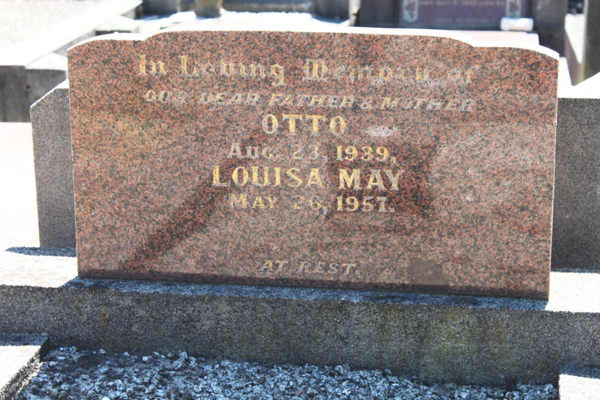 In Loving Memory of
OUR DEAR FATHER & MOTHER
OTTO
AUG. 23, 1939,
LOUISA MAY
MAY 26, 1957.
AT REST